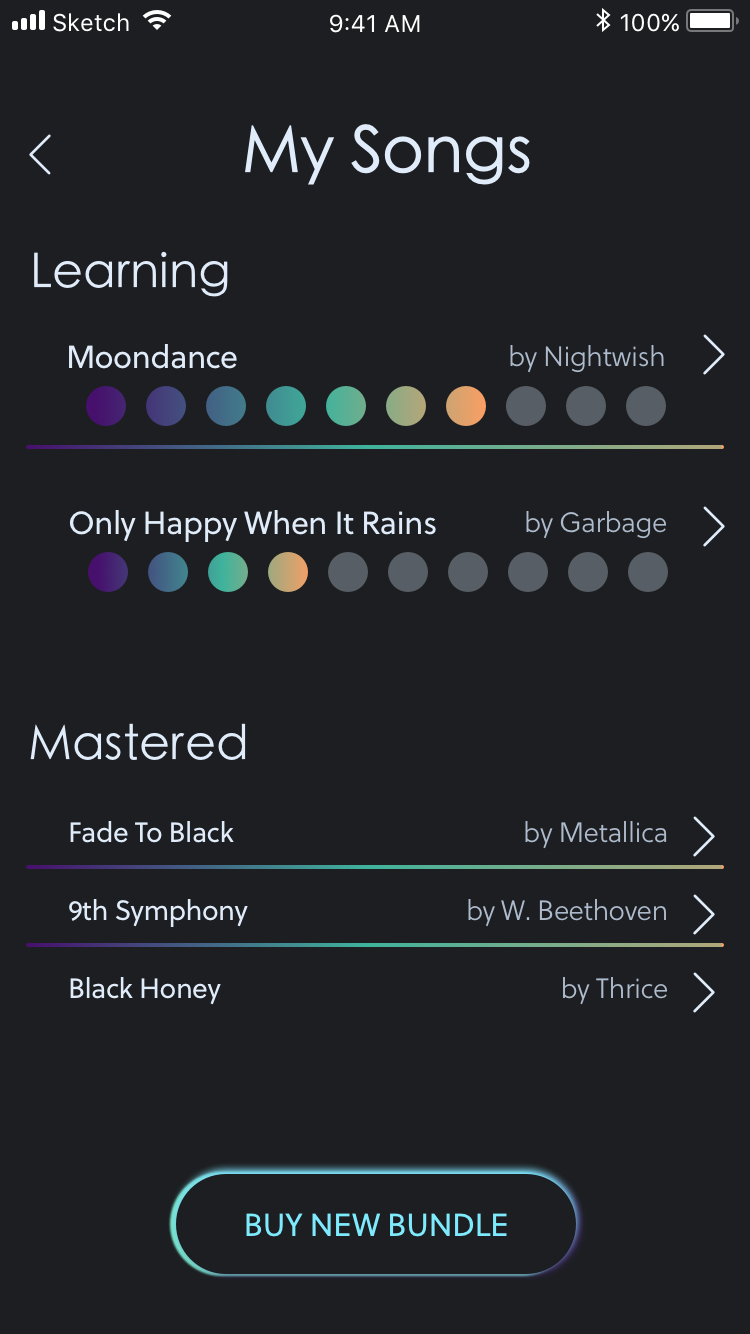 Sketch 9:41 AM 100%
My Songs
Learning
Moondance by Nightwish
Only Happy When It Rains by Garbage
Mastered
Fade To Black by Metallica
9th Symphony by W. Beethoven
Black Honey by Thrice
BUY NEW BUNDLE